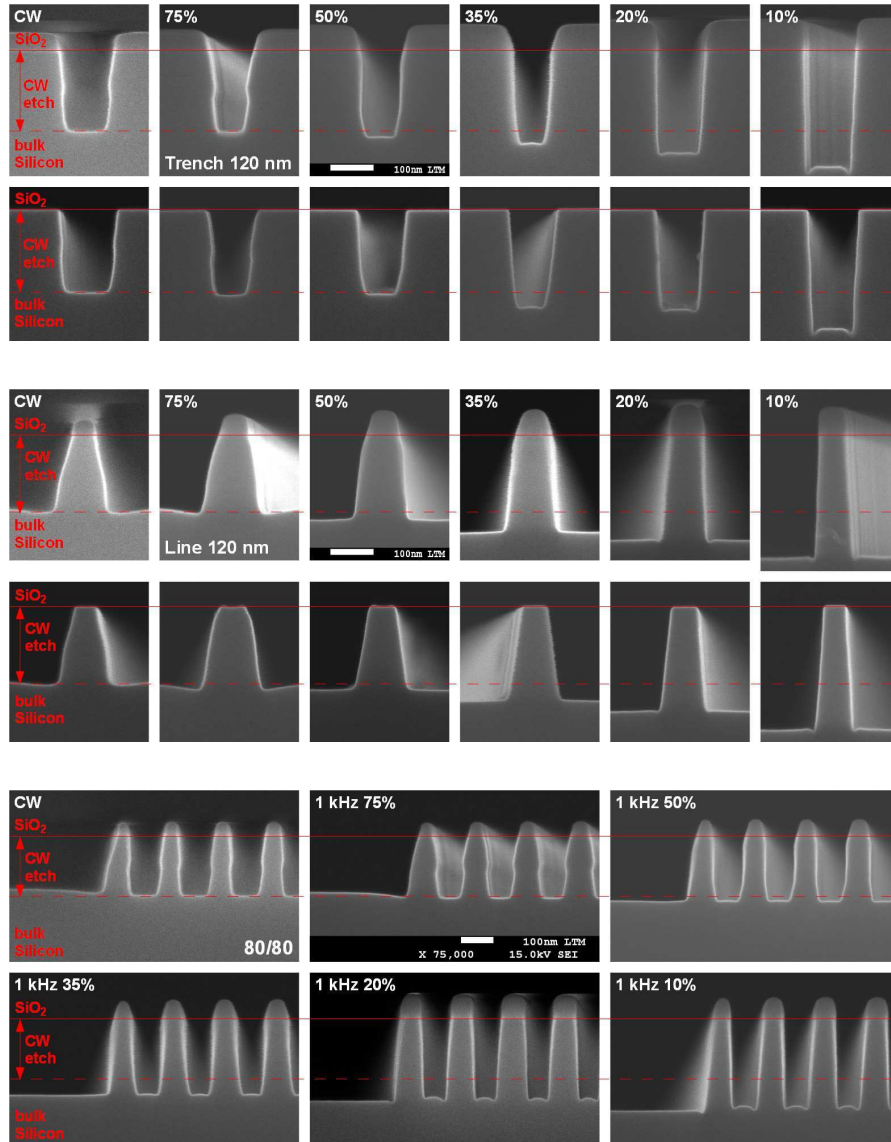 CW 75% 50% 35% 20% 10%
SiO₂
CW
etch
bulk
Silicon
Trench 120 nm
100nm LTM
SiO₂
CW
etch
bulk
Silicon
CW 75% 50% 35% 20% 10%
SiO₂
CW
etch
bulk
Silicon
Line 120 nm
100nm LTM
SiO₂
CW
etch
bulk
Silicon
CW 1 kHz 75% 1 kHz 50%
SiO₂
CW
etch
bulk
Silicon
80/80
100nm LTM
X 75,000 15.0kV SEI
1 kHz 35% 1 kHz 20% 1 kHz 10%
SiO₂
CW
etch
bulk
Silicon